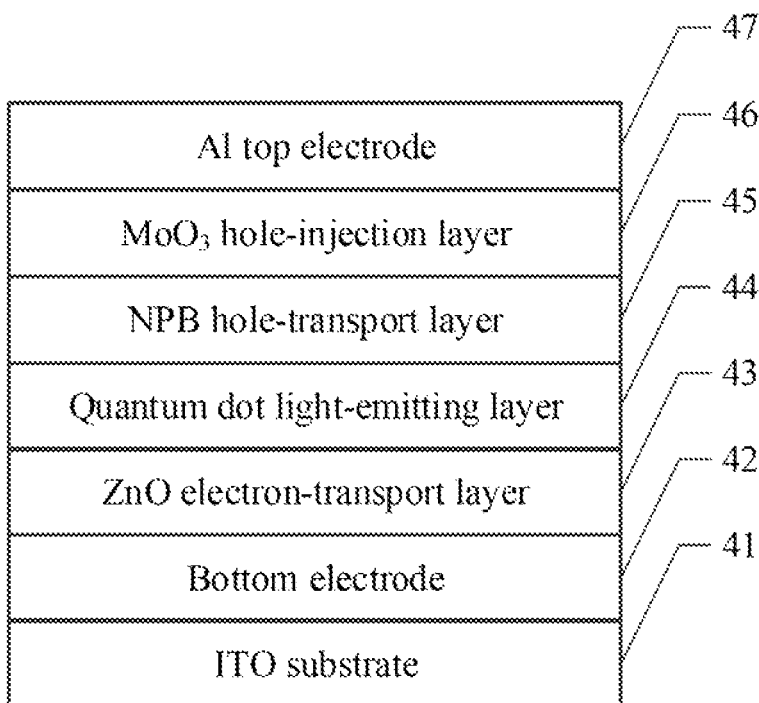 47
Al top electrode
46
MoO₃ hole-injection layer
45
NPB hole-transport layer
44
Quantum dot light-emitting layer
43
ZnO electron-transport layer
42
Bottom electrode
41
ITO substrate